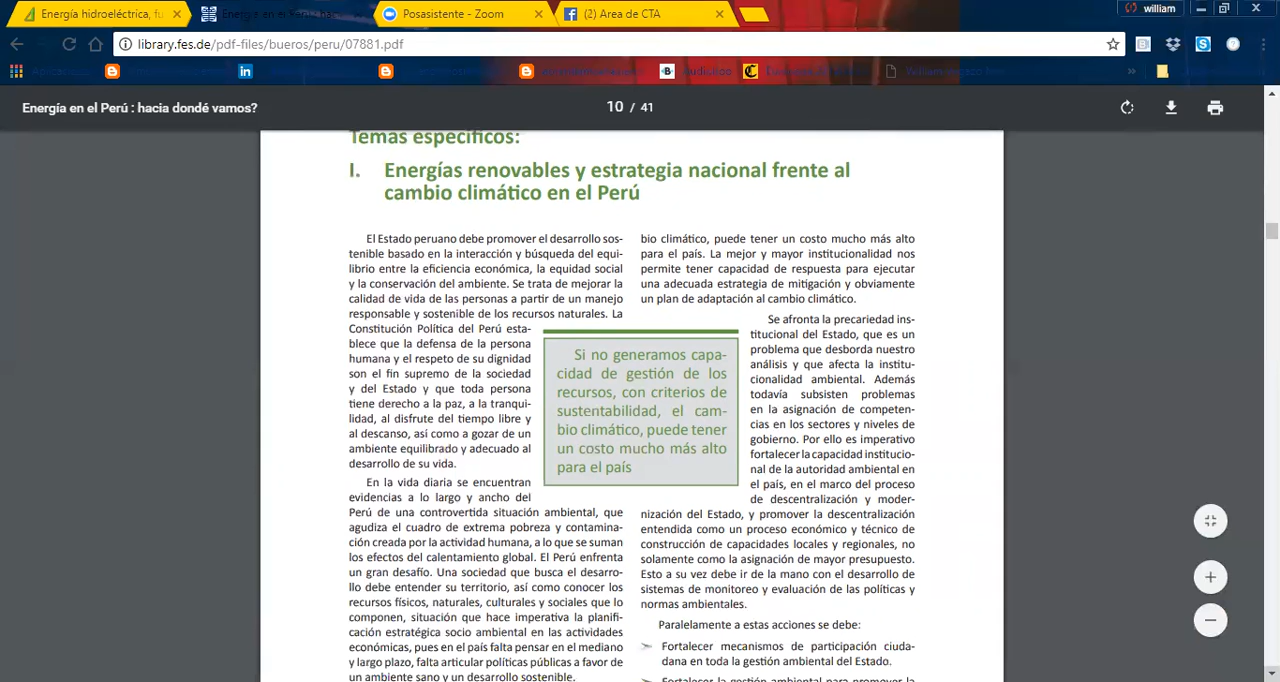 Energía hidroeléctrica, fu
Energía en el Perú : hac
Posasistente - Zoom
(2) Area de CTA
william
library.fes.de/pdf-files/bueros/peru/07881.pdf
Energía en el Perú : hacia dondé vamos?
10 / 41
Temas específicos:
I. Energías renovables y estrategia nacional frente al
cambio climático en el Perú
El Estado peruano debe promover el desarrollo sos-
tenible basado en la interacción y búsqueda del equi-
librio entre la eficiencia económica, la equidad social
y la conservación del ambiente. Se trata de mejorar la
calidad de vida de las personas a partir de un manejo
responsable y sostenible de los recursos naturales. La
Constitución Política del Perú esta-
blece que la defensa de la persona
humana y el respeto de su dignidad
son el fin supremo de la sociedad
y del Estado y que toda persona
tiene derecho a la paz, a la tranqui-
lidad, al disfrute del tiempo libre y
al descanso, así como a gozar de un
ambiente equilibrado y adecuado al
desarrollo de su vida.
En la vida diaria se encuentran
evidencias a lo largo y ancho del
Perú de una controvertida situación ambiental, que
agudiza el cuadro de extrema pobreza y contamina-
ción creada por la actividad humana, a lo que se suman
los efectos del calentamiento global. El Perú enfrenta
un gran desafío. Una sociedad que busca el desarro-
llo debe entender su territorio, así como conocer los
recursos físicos, naturales, culturales y sociales que lo
componen, situación que hace imperativa la planifi-
cación estratégica socio ambiental en las actividades
económicas, pues en el país falta pensar en el mediano
y largo plazo, falta articular políticas públicas a favor de
un ambiente sano y un desarrollo sostenible.
Si no generamos capa-
cidad de gestión de los
recursos, con criterios de
sustentabilidad, el cam-
bio climático, puede tener
un costo mucho más alto
para el país
bio climático, puede tener un costo mucho más alto
para el país. La mejor y mayor institucionalidad nos
permite tener capacidad de respuesta para ejecutar
una adecuada estrategia de mitigación y obviamente
un plan de adaptación al cambio climático.
Se afronta la precariedad ins-
titucional del Estado, que es un
problema que desborda nuestro
análisis y que afecta la institu-
cionalidad ambiental. Además
todavía subsisten problemas
en la asignación de competen-
cias en los sectores y niveles de
gobierno. Por ello es imperativo
fortalecer la capacidad institucio-
nal de la autoridad ambiental en
el país, en el marco del proceso
de descentralización y moder-
nización del Estado, y promover la descentralización
entendida como un proceso económico y técnico de
construcción de capacidades locales y regionales, no
solamente como la asignación de mayor presupuesto.
Esto a su vez debe ir de la mano con el desarrollo de
sistemas de monitoreo y evaluación de las políticas y
normas ambientales.
Paralelamente a estas acciones se debe:
Fortalecer mecanismos de participación ciuda-
dana en toda la gestión ambiental del Estado.
Fortalecer la gestión ambiental para promover la